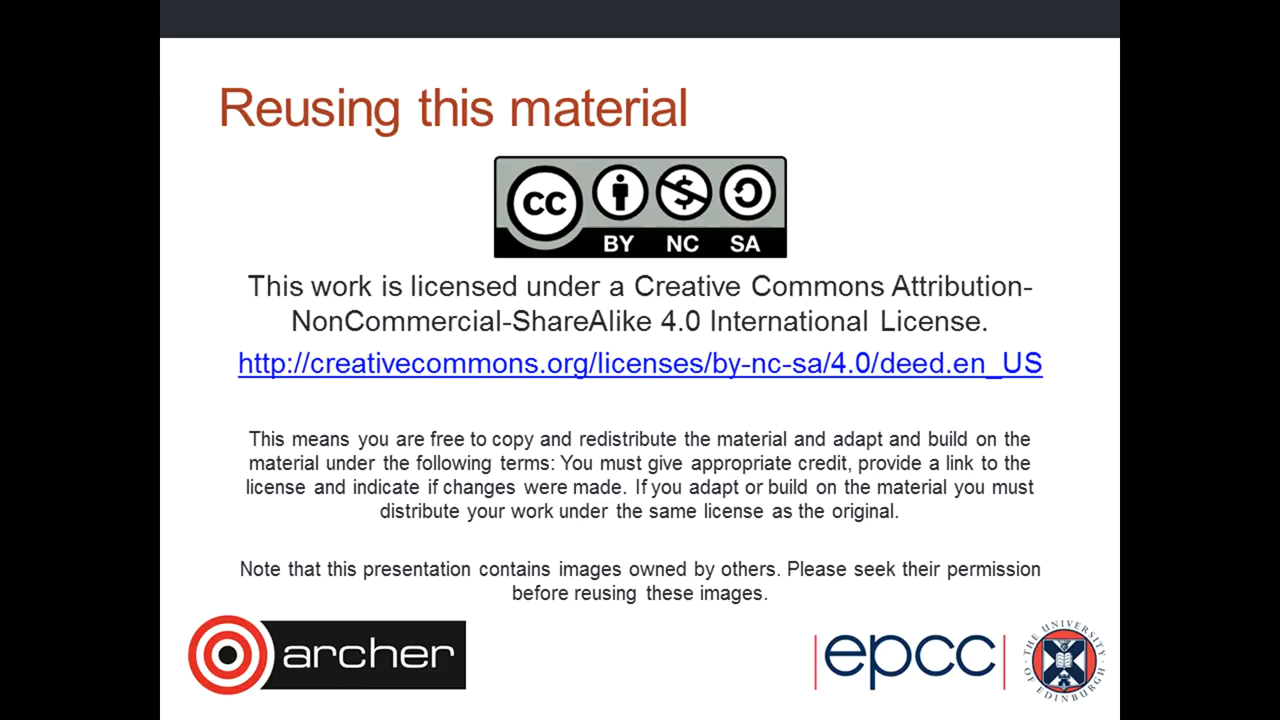 Reusing this material
CC
BY NC SA
This work is licensed under a Creative Commons Attribution-
NonCommercial-ShareAlike 4.0 International License.
http://creativecommons.org/licenses/by-nc-sa/4.0/deed.en_US
This means you are free to copy and redistribute the material and adapt and build on the
material under the following terms: You must give appropriate credit, provide a link to the
license and indicate if changes were made. If you adapt or build on the material you must
distribute your work under the same license as the original.
Note that this presentation contains images owned by others. Please seek their permission
before reusing these images.
archer
epcc
THE UNIVERSITY OF EDINBURGH